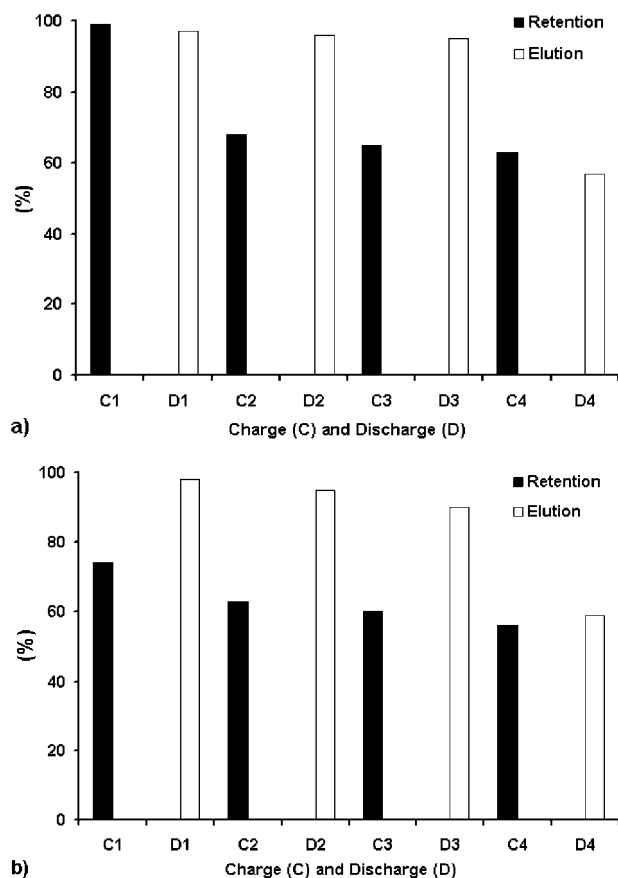 100
80
60
40
20
0
(%)
Retention
Elution
C1 D1 C2 D2 C3 D3 C4 D4
Charge (C) and Discharge (D)
a)
100
80
60
40
20
0
(%)
Retention
Elution
C1 D1 C2 D2 C3 D3 C4 D4
Charge (C) and Discharge (D)
b)